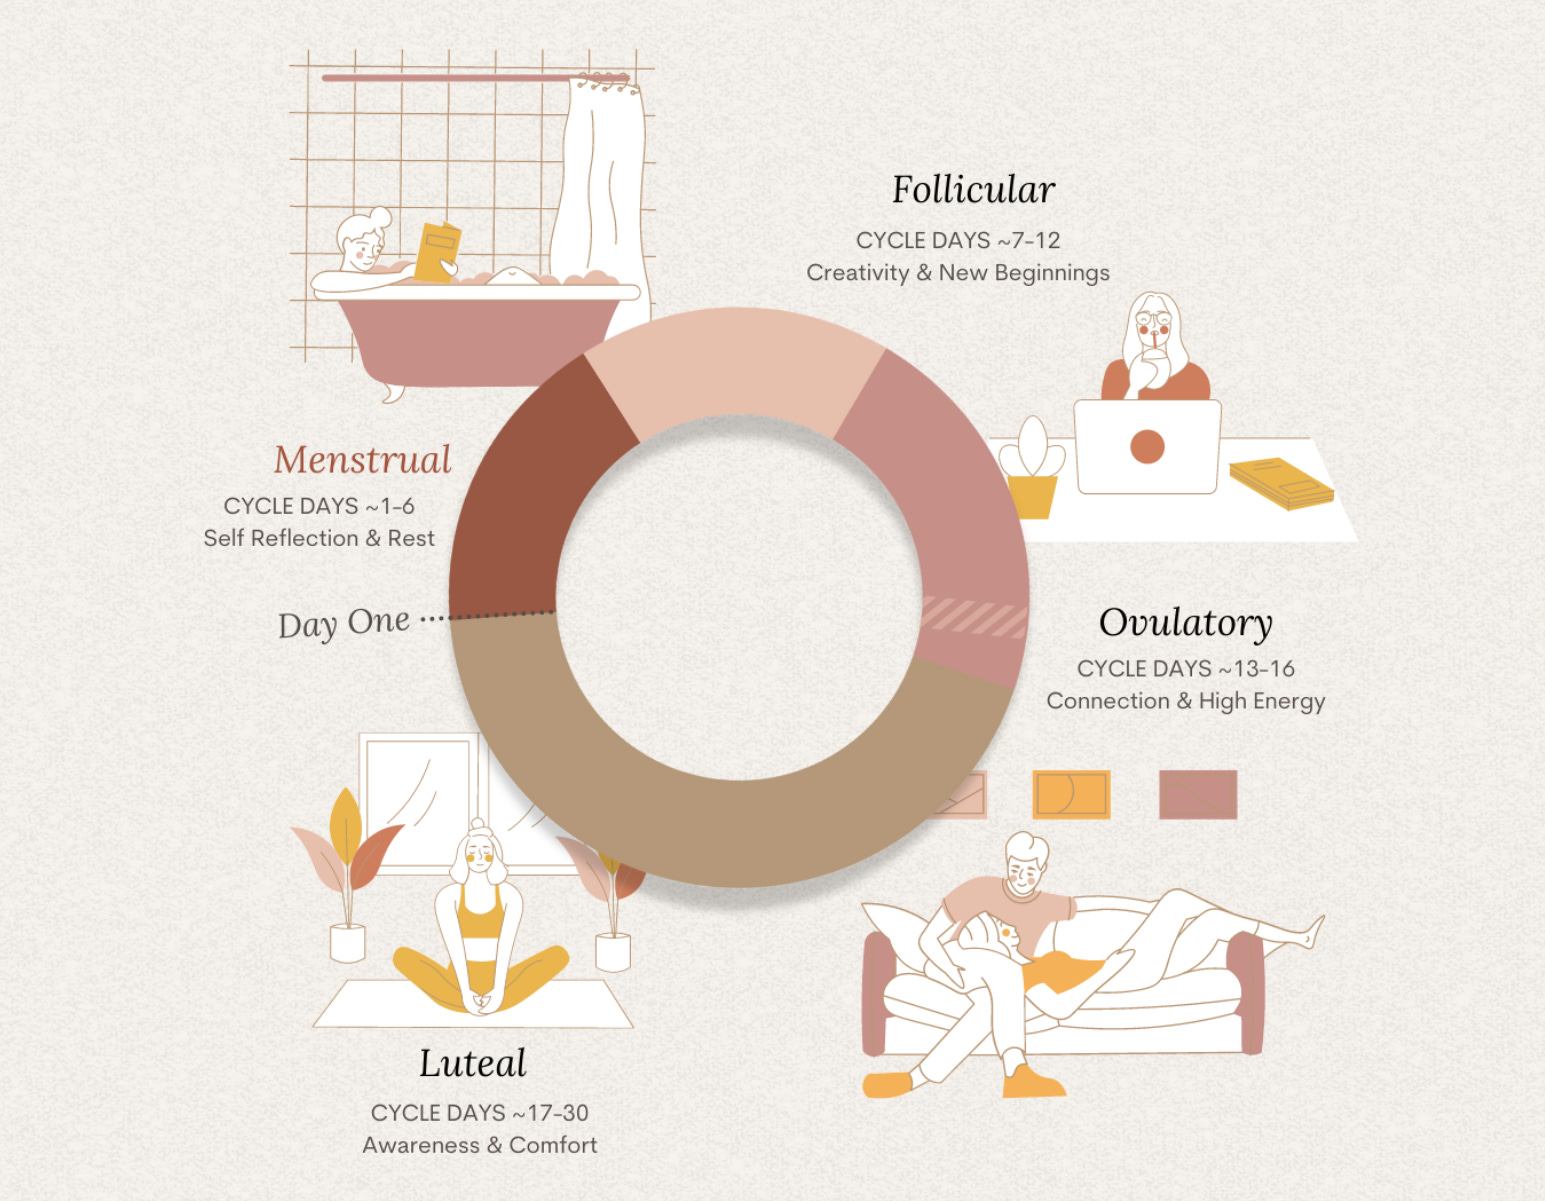 Follicular
CYCLE DAYS ~7-12
Creativity & New Beginnings
Menstrual
CYCLE DAYS ~1-6
Self Reflection & Rest
Day One
Ovulatory
CYCLE DAYS ~13-16
Connection & High Energy
Luteal
CYCLE DAYS ~17-30
Awareness & Comfort